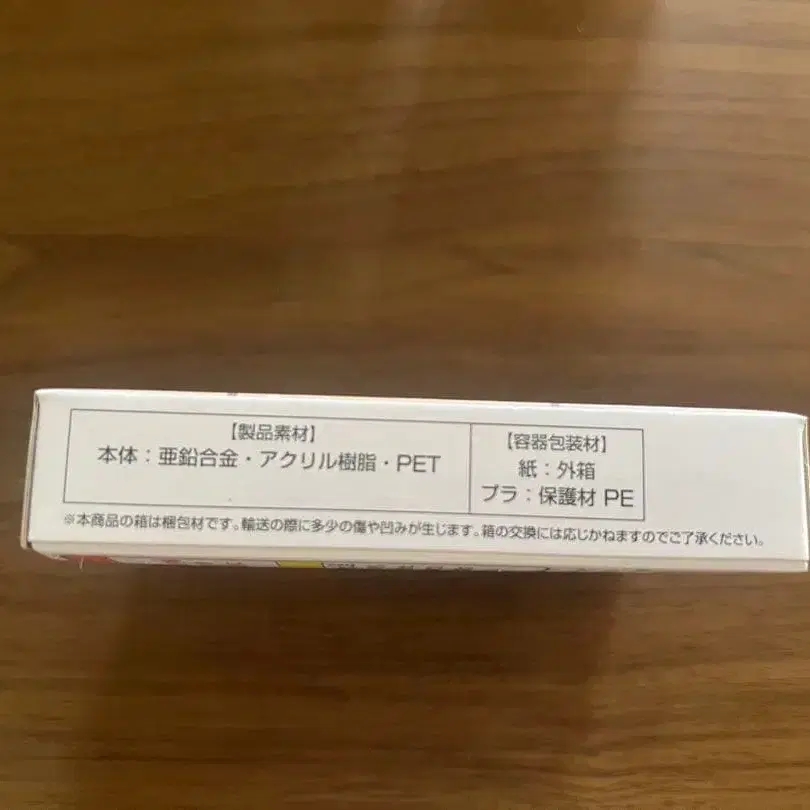 【製品素材】
本体：亜鉛合金・アクリル樹脂・PET
【容器包装材】
紙：外箱
プラ：保護材 PE
※本商品の箱は梱包材です。輸送の際に多少の傷や凹みが生じます。箱の交換には応じかねますのでご了承ください。